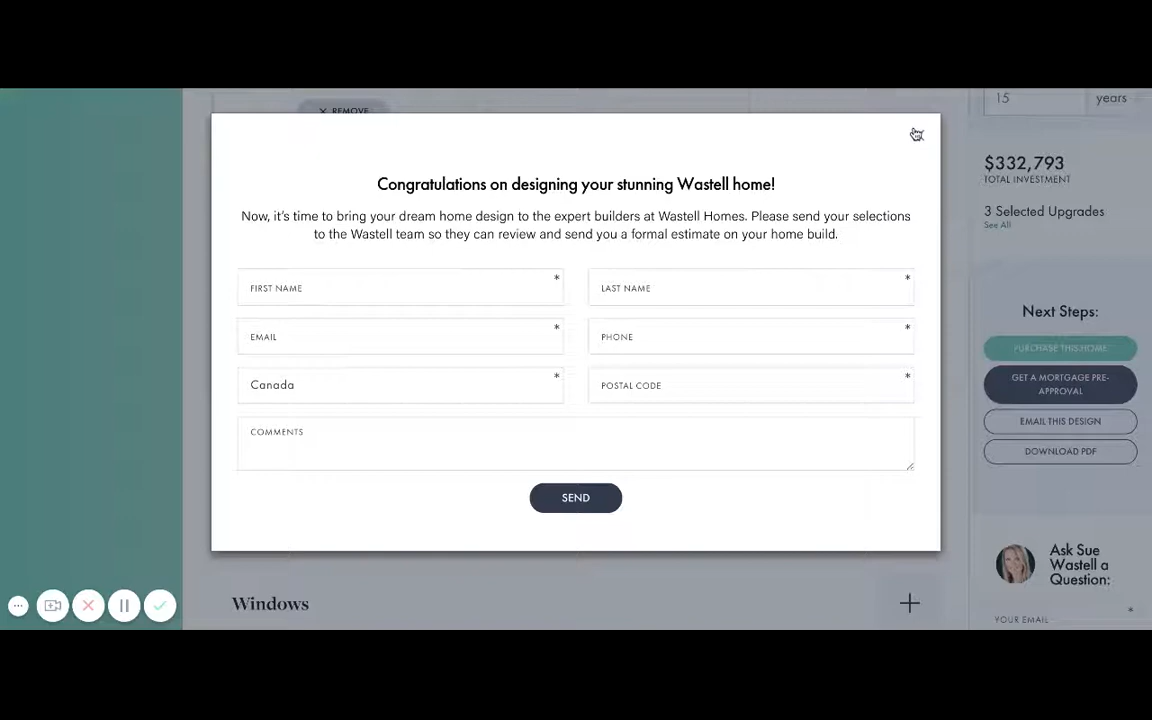 × REMOVE
15 years
$332,793
TOTAL INVESTMENT
3 Selected Upgrades
See All
Congratulations on designing your stunning Wastell home!
Now, it's time to bring your dream home design to the expert builders at Wastell Homes. Please send your selections
to the Wastell team so they can review and send you a formal estimate on your home build.
FIRST NAME *
LAST NAME *
EMAIL *
PHONE *
Canada *
POSTAL CODE *
COMMENTS
SEND
Next Steps:
PURCHASE THIS HOME
GET A MORTGAGE PRE-
APPROVAL
EMAIL THIS DESIGN
DOWNLOAD PDF
Ask Sue
Wastell a
Question:
YOUR EMAIL *
Windows